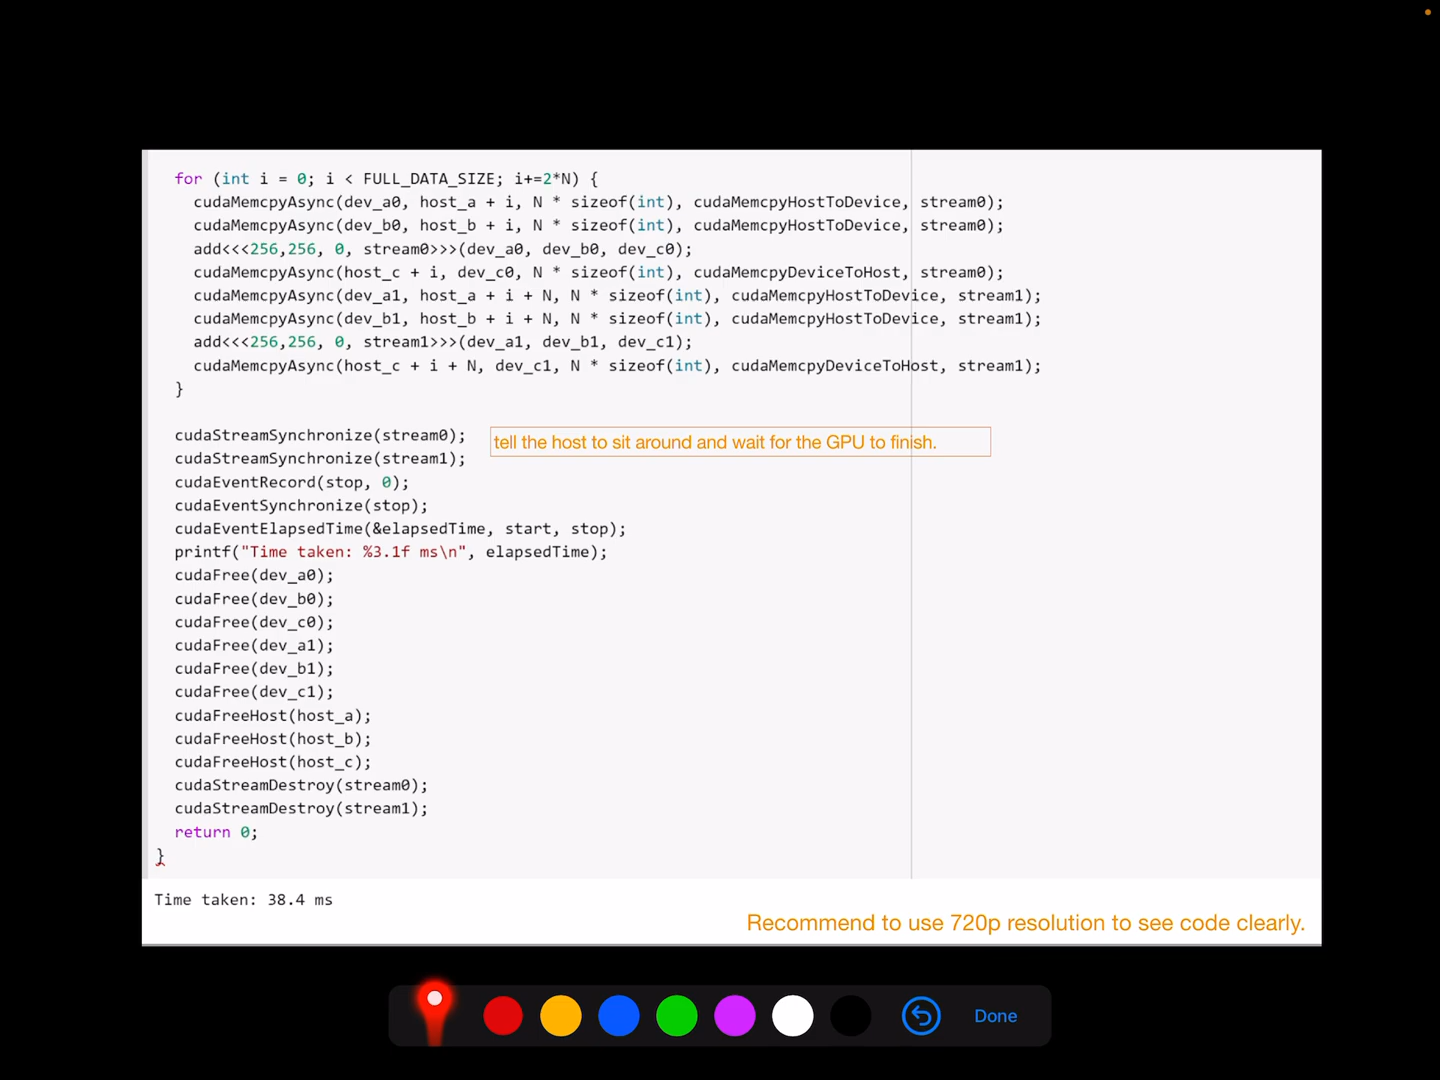 for (int i = 0; i < FULL_DATA_SIZE; i+=2*N) {
cudaMemcpyAsync(dev_a0, host_a + i, N * sizeof(int), cudaMemcpyHostToDevice, stream0);
cudaMemcpyAsync(dev_b0, host_b + i, N * sizeof(int), cudaMemcpyHostToDevice, stream0);
add<<<256,256, 0, stream0>>>(dev_a0, dev_b0, dev_c0);
cudaMemcpyAsync(host_c + i, dev_c0, N * sizeof(int), cudaMemcpyDeviceToHost, stream0);
cudaMemcpyAsync(dev_a1, host_a + i + N, N * sizeof(int), cudaMemcpyHostToDevice, stream1);
cudaMemcpyAsync(dev_b1, host_b + i + N, N * sizeof(int), cudaMemcpyHostToDevice, stream1);
add<<<256,256, 0, stream1>>>(dev_a1, dev_b1, dev_c1);
cudaMemcpyAsync(host_c + i + N, dev_c1, N * sizeof(int), cudaMemcpyDeviceToHost, stream1);
}
cudaStreamSynchronize(stream0);
tell the host to sit around and wait for the GPU to finish.
cudaStreamSynchronize(stream1);
cudaEventRecord(stop, 0);
cudaEventSynchronize(stop);
cudaEventElapsedTime(&elapsedTime, start, stop);
printf("Time taken: %3.1f ms\n", elapsedTime);
cudaFree(dev_a0);
cudaFree(dev_b0);
cudaFree(dev_c0);
cudaFree(dev_a1);
cudaFree(dev_b1);
cudaFree(dev_c1);
cudaFreeHost(host_a);
cudaFreeHost(host_b);
cudaFreeHost(host_c);
cudaStreamDestroy(stream0);
cudaStreamDestroy(stream1);
return 0;
}
Time taken: 38.4 ms
Recommend to use 720p resolution to see code clearly.
Done